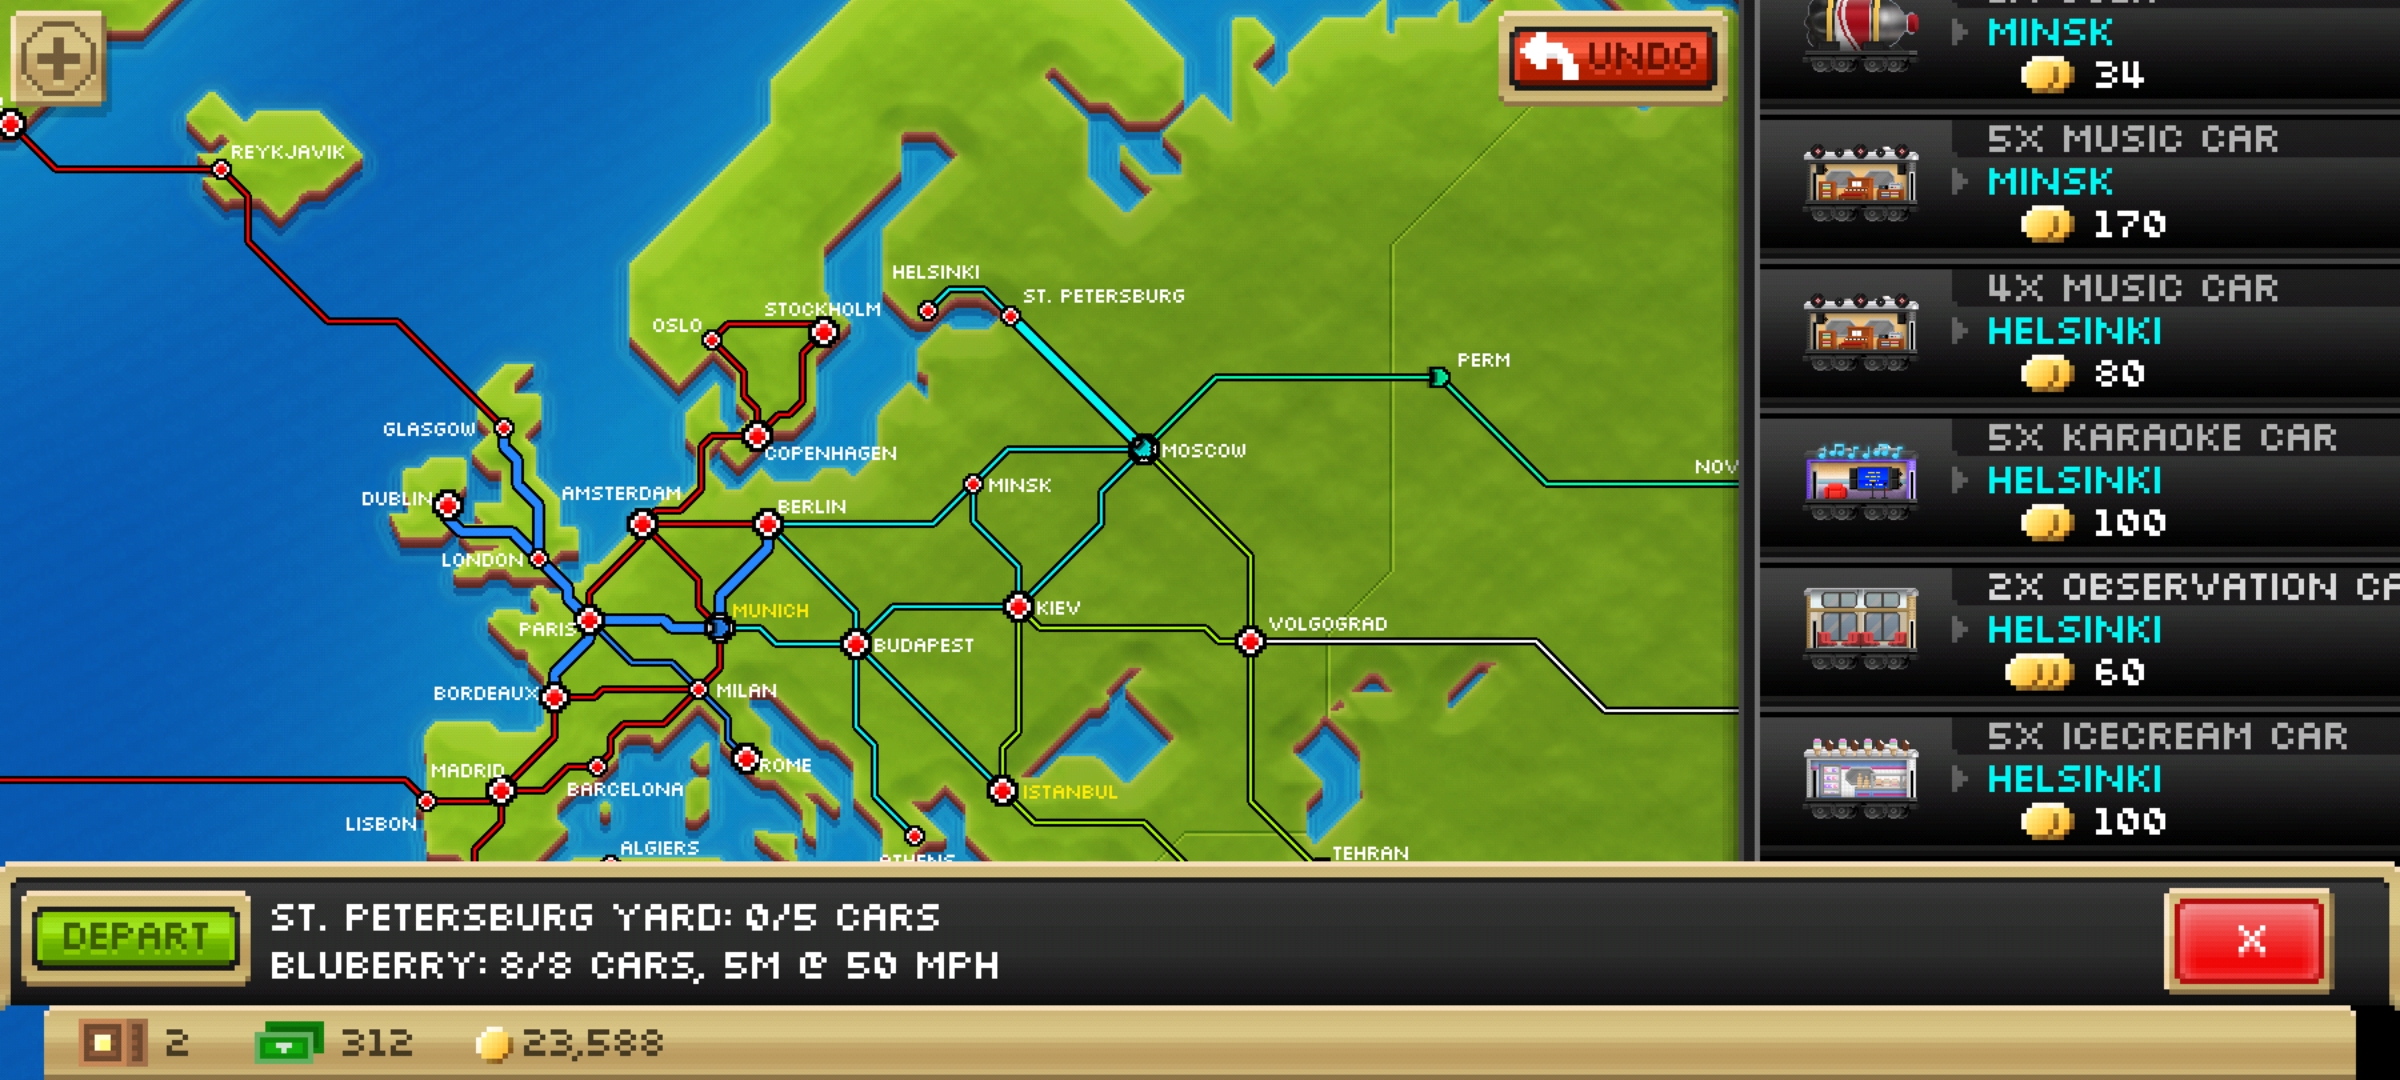 UNDO
REYKJAVIK
HELSINKI
ST. PETERSBURG
STOCKHOLM
OSLO
PERM
GLASGOW
COPENHAGEN
MOSCOW
NOV
DUBLIN
AMSTERDAM
BERLIN
MINSK
LONDON
MUNICH
KIEV
PARIS
BUDAPEST
VOLGOGRAD
BORDEAUX
MILAN
MADRID
ROME
BARCELONA
ISTANBUL
LISBON
ALGIERS
ATHENS
TEHRAN
MINSK
34
5X MUSIC CAR
MINSK
170
4X MUSIC CAR
HELSINKI
80
5X KARAOKE CAR
HELSINKI
100
2X OBSERVATION CA
HELSINKI
60
5X ICECREAM CAR
HELSINKI
100
DEPART
ST. PETERSBURG YARD: 0/5 CARS
BLUBERRY: 8/8 CARS, 5M @ 50 MPH
X
2
312
23,588